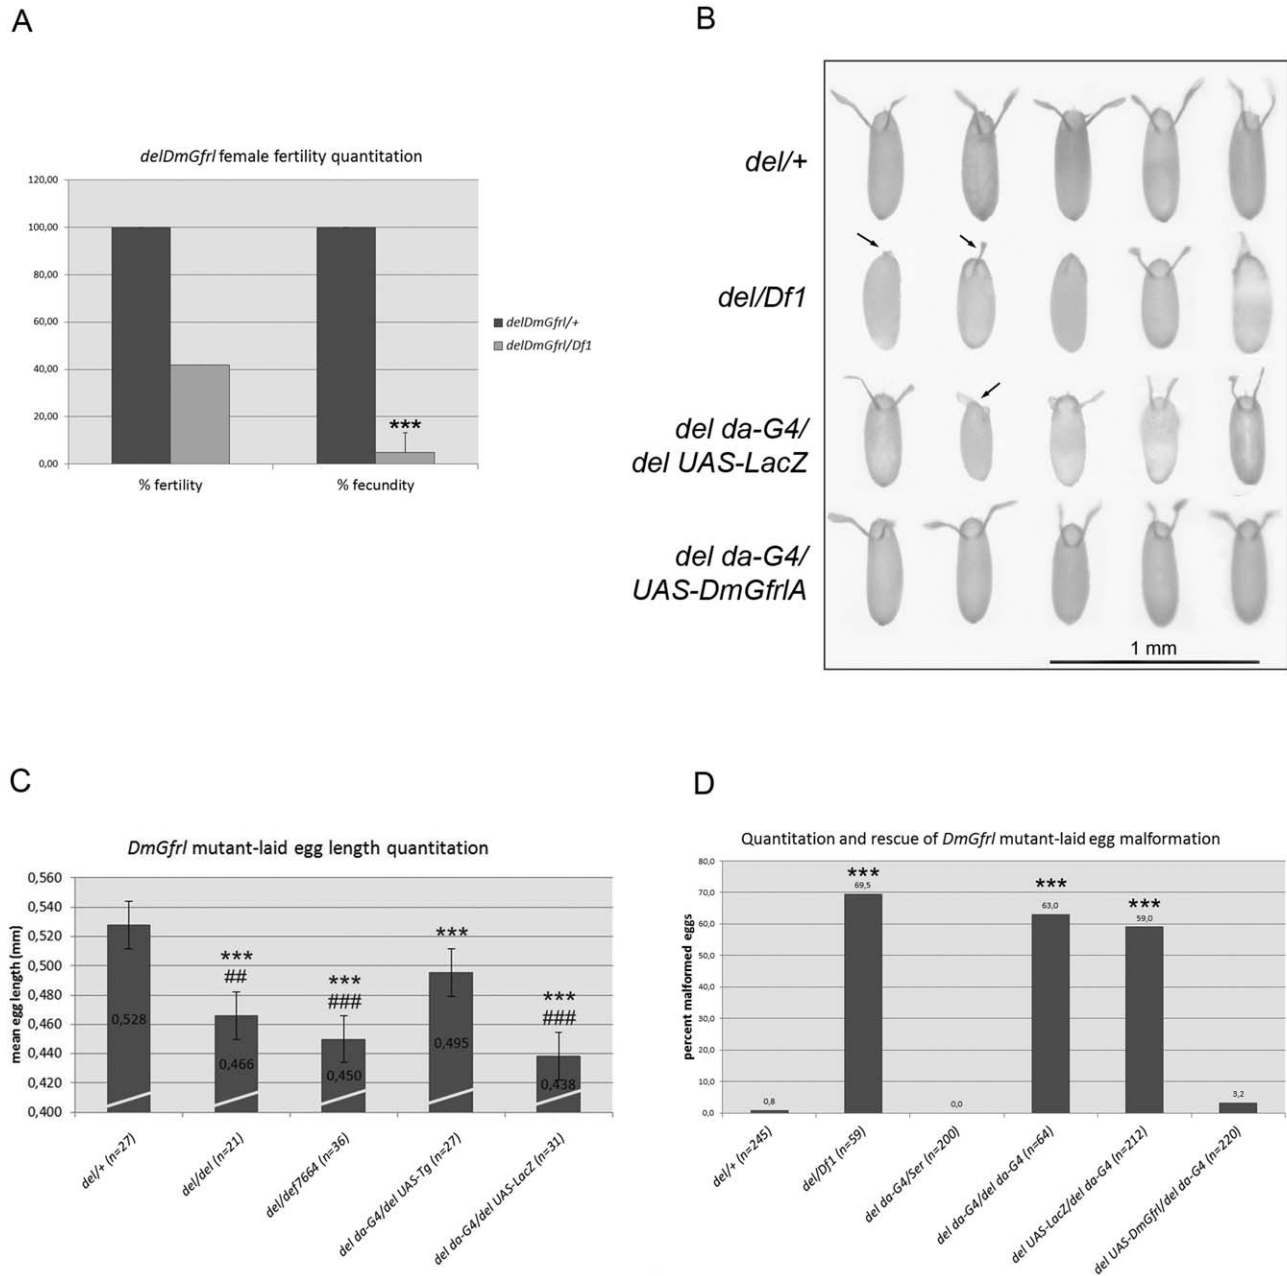 A
delDmGfrl female fertility quantitation
120,00
100,00
80,00
60,00
40,00
20,00
0,00
***
% fertility
% fecundity
delDmGfrl/+
delDmGfrl/Df1
B
del/+
del/Df1
del da-G4/
del UAS-LacZ
del da-G4/
UAS-DmGfrlA
1 mm
C
DmGfrl mutant-laid egg length quantitation
mean egg length (mm)
0,560
0,540
0,520
0,500
0,480
0,460
0,440
0,420
0,400
0,528
***
##
0,466
***
###
0,450
***
0,495
***
###
0,438
del/+ (n=27)
del/del (n=21)
del/def7664 (n=36)
del da-G4/del UAS-Tg (n=27)
del da-G4/del UAS-LacZ (n=31)
D
Quantitation and rescue of DmGfrl mutant-laid egg malformation
percent malformed eggs
80,0
70,0
60,0
50,0
40,0
30,0
20,0
10,0
0,0
0,8
***
69,5
0,0
***
63,0
***
59,0
3,2
del/+ (n=245)
del/Df1 (n=59)
del da-G4/Ser (n=200)
del da-G4/del da-G4 (n=64)
del UAS-LacZ/del da-G4 (n=212)
del UAS-DmGfrl/del da-G4 (n=220)